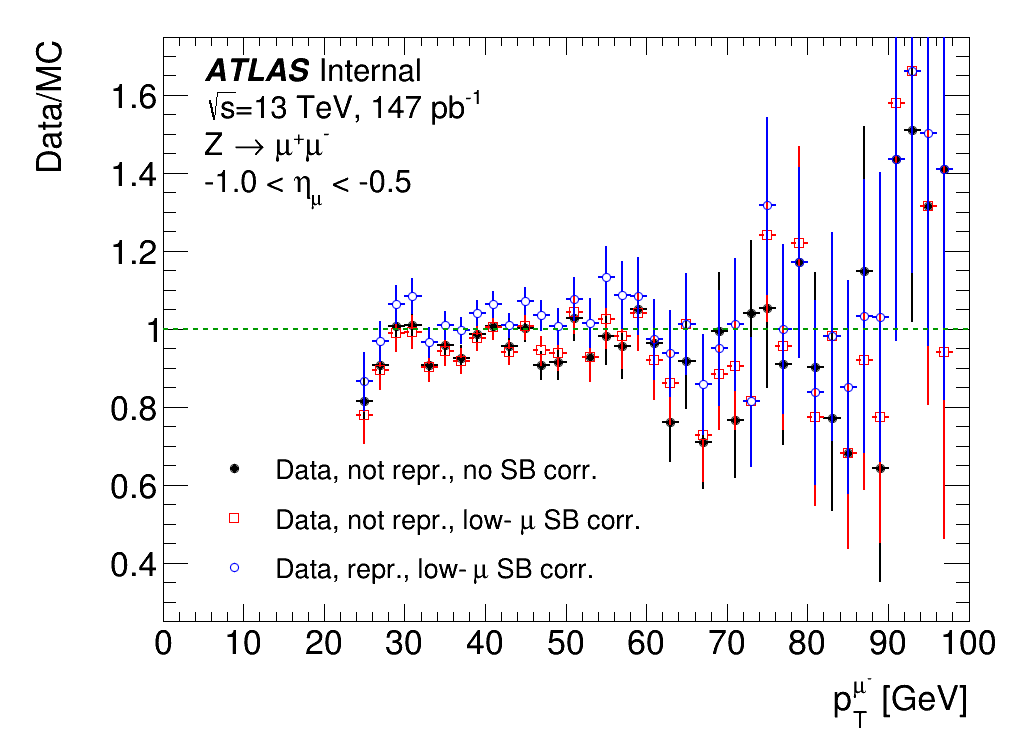 Data/MC
ATLAS Internal
√s=13 TeV, 147 pb⁻¹
Z → μ⁺μ⁻
-1.0 < η_μ < -0.5
1.6
1.4
1.2
1
0.8
0.6
0.4
Data, not repr., no SB corr.
Data, not repr., low- μ SB corr.
Data, repr., low- μ SB corr.
0 10 20 30 40 50 60 70 80 90 100
p_T^μ⁻ [GeV]